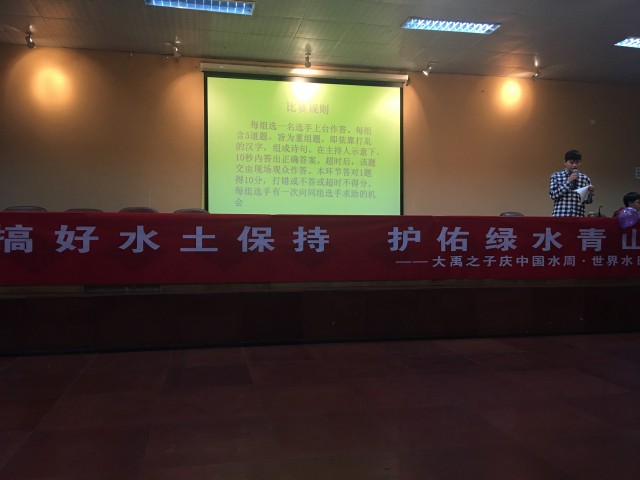 比赛规则
每组选一名选手上台作答。每组
含5道题。皆为重组题，即依靠打乱
的汉字，组成诗句。在主持人示意下，
10秒内答出正确答案，超时后，该题
交由现场观众作答。本环节答对1题
得10分，打错或不答或超时不得分。
每组选手有一次向同组选手求助的机
会
搞好水土保持 护佑绿水青山
——大禹之子庆中国水周·世界水日